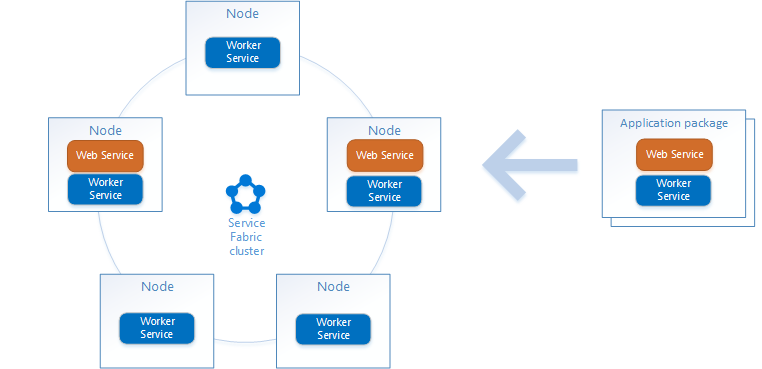 Node
Worker
Service
Node
Web Service
Worker
Service
Node
Web Service
Worker
Service
Application package
Web Service
Worker
Service
Service
Fabric
cluster
Node
Worker
Service
Node
Worker
Service